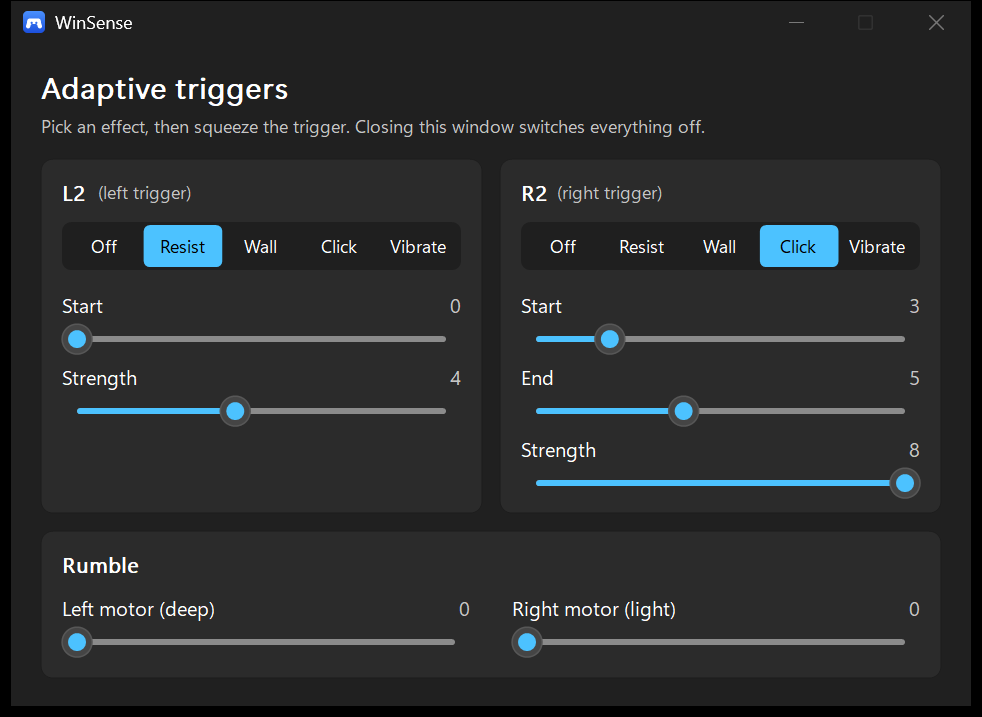 WinSense
Adaptive triggers
Pick an effect, then squeeze the trigger. Closing this window switches everything off.
L2 (left trigger)
Off Resist Wall Click Vibrate
Start 0
Strength 4
R2 (right trigger)
Off Resist Wall Click Vibrate
Start 3
End 5
Strength 8
Rumble
Left motor (deep) 0
Right motor (light) 0